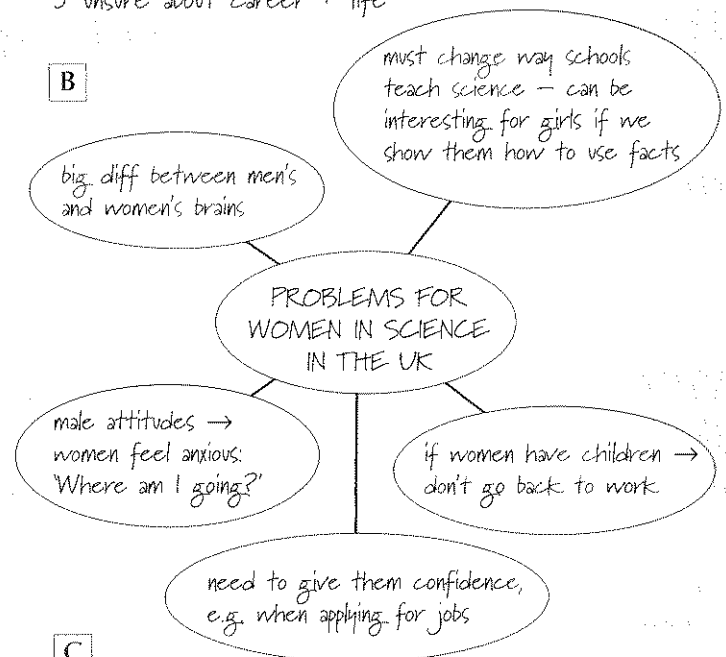 5 unsure about career + life
B
must change way schools
teach science – can be
interesting for girls if we
show them how to use facts
big diff between men's
and women's brains
PROBLEMS FOR
WOMEN IN SCIENCE
IN THE UK
male attitudes →
women feel anxious:
'Where am I going?'
if women have children →
don't go back to work
need to give them confidence,
e.g. when applying for jobs
C